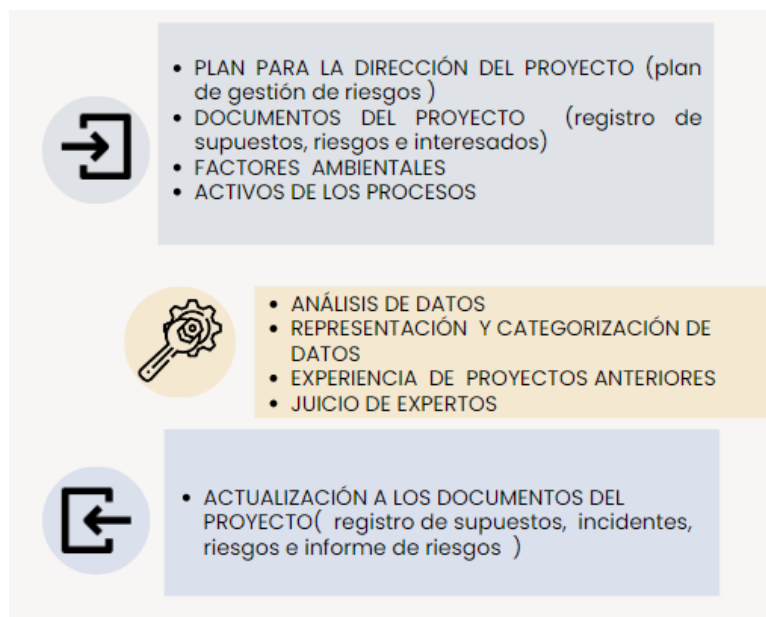 • PLAN PARA LA DIRECCIÓN DEL PROYECTO (plan
de gestión de riesgos )
• DOCUMENTOS DEL PROYECTO (registro de
supuestos, riesgos e interesados)
• FACTORES AMBIENTALES
• ACTIVOS DE LOS PROCESOS
• ANÁLISIS DE DATOS
• REPRESENTACIÓN Y CATEGORIZACIÓN DE
DATOS
• EXPERIENCIA DE PROYECTOS ANTERIORES
• JUICIO DE EXPERTOS
• ACTUALIZACIÓN A LOS DOCUMENTOS DEL
PROYECTO( registro de supuestos, incidentes,
riesgos e informe de riesgos )